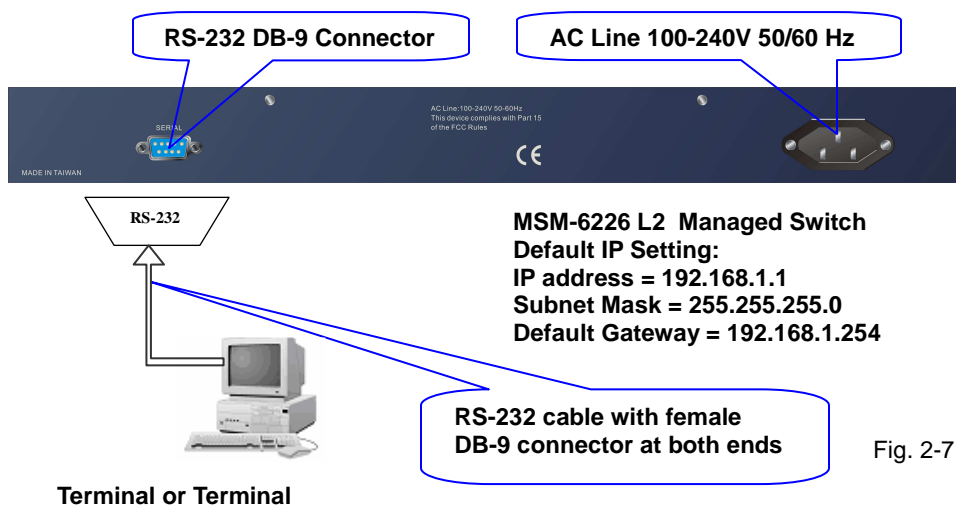 RS-232 DB-9 Connector
AC Line 100-240V 50/60 Hz
AC Line:100-240V 50-60Hz
This device complies with Part 15
of the FCC Rules
SERIAL
CE
MADE IN TAIWAN
RS-232
MSM-6226 L2 Managed Switch
Default IP Setting:
IP address = 192.168.1.1
Subnet Mask = 255.255.255.0
Default Gateway = 192.168.1.254
RS-232 cable with female
DB-9 connector at both ends
Fig. 2-7
Terminal or Terminal